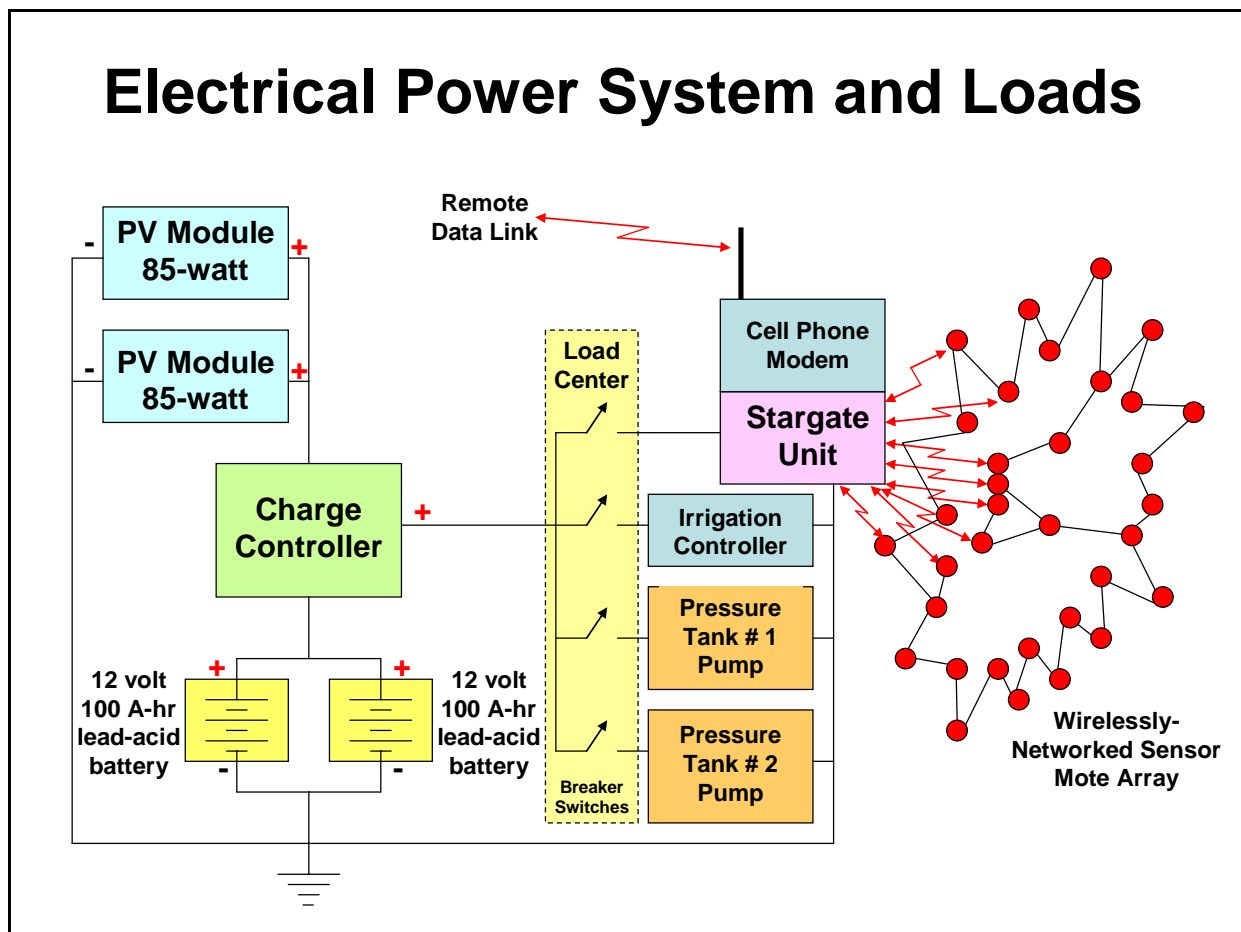 Electrical Power System and Loads
Remote
Data Link
-
PV Module
85-watt
+
-
PV Module
85-watt
+
Load
Center
Cell Phone
Modem
Stargate
Unit
Charge
Controller
+
Irrigation
Controller
Pressure
Tank # 1
Pump
12 volt
100 A-hr
lead-acid
battery
+
-
+
-
12 volt
100 A-hr
lead-acid
battery
Pressure
Tank # 2
Pump
Breaker
Switches
Wirelessly-
Networked Sensor
Mote Array